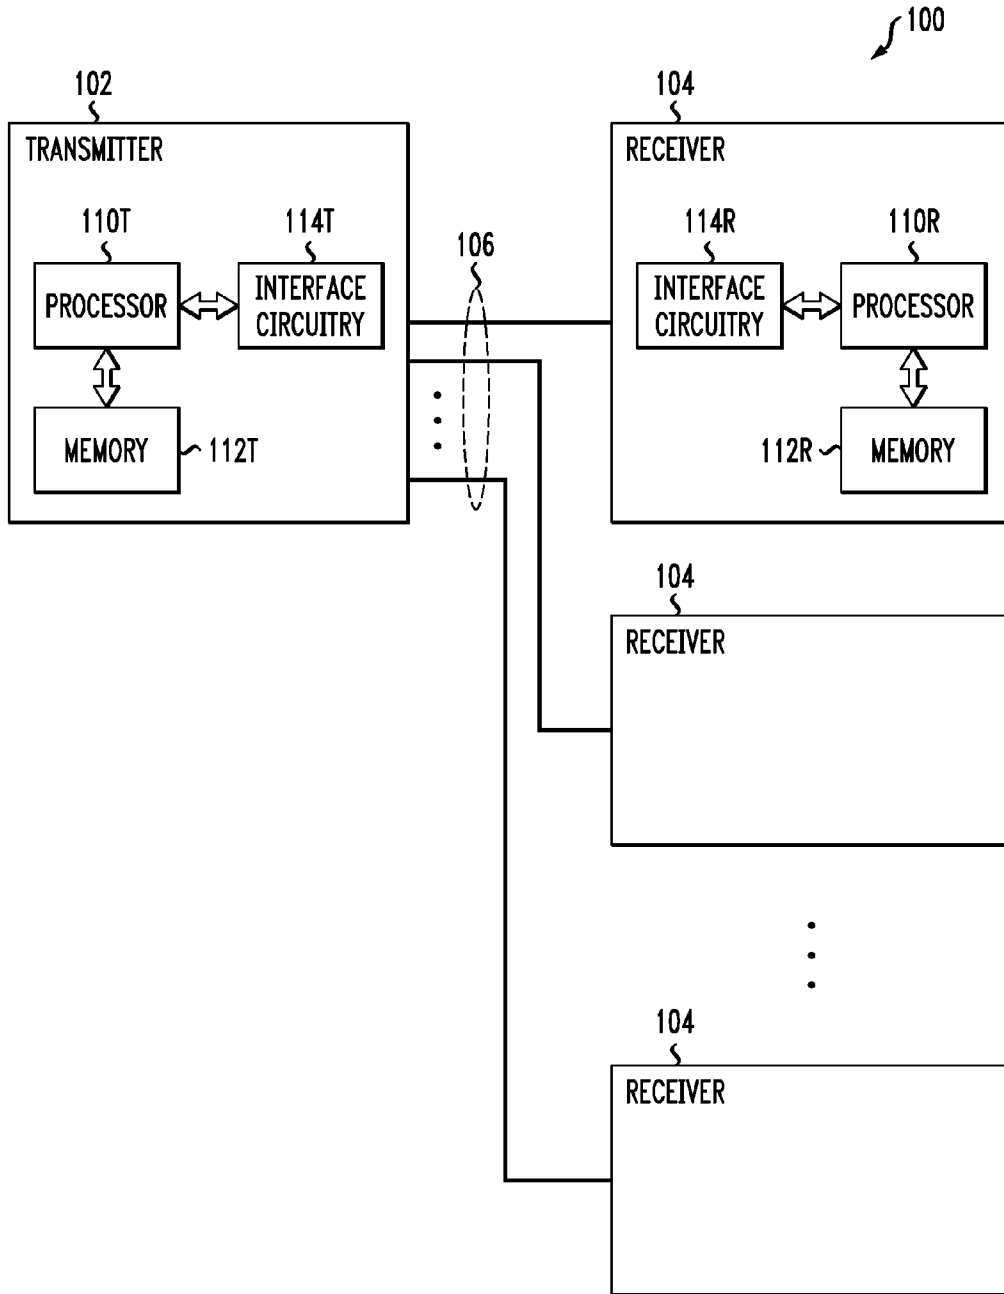 100
102
104
TRANSMITTER
RECEIVER
110T
114T
106
114R
110R
PROCESSOR
INTERFACE
CIRCUITRY
INTERFACE
CIRCUITRY
PROCESSOR
MEMORY
112T
112R
MEMORY
104
RECEIVER
104
RECEIVER